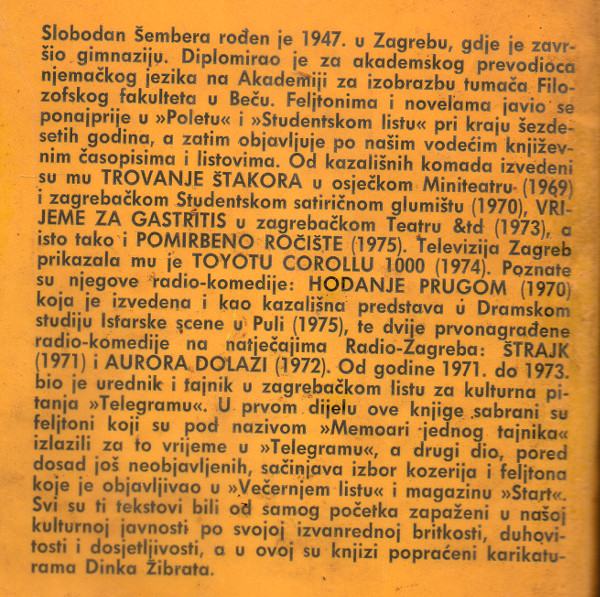 Slobodan Šembera rođen je 1947. u Zagrebu, gdje je zavr-
šio gimnaziju. Diplomirao je za akademskog prevodioca
njemačkog jezika na Akademiji za izobrazbu tumača Filo-
zofskog fakulteta u Beču. Feljtonima i novelama javio se
ponajprije u »Poletu« i »Studentskom listu« pri kraju šezde-
setih godina, a zatim objavljuje po našim vodećim književ-
nim časopisima i listovima. Od kazališnih komada izvedeni
su mu TROVANJE ŠTAKORA u osječkom Miniteatru (1969)
i zagrebačkom Studentskom satiričnom glumištu (1970), VRI-
JEME ZA GASTRITIS u zagrebačkom Teatru &td (1973), a
isto tako i POMIRBENO ROČIŠTE (1975). Televizija Zagreb
prikazala mu je TOYOTU COROLLU 1000 (1974). Poznate
su njegove radio-komedije: HODANJE PRUGOM (1970)
koja je izvedena i kao kazališna predstava u Dramskom
studiju Istarske scene u Puli (1975), te dvije prvonagrađene
radio-komedije na natječajima Radio-Zagreba: ŠTRAJK
(1971) i AURORA DOLAZI (1972). Od godine 1971. do 1973.
bio je urednik i tajnik u zagrebačkom listu za kulturna pi-
tanja »Telegramu«. U prvom dijelu ove knjige sabrani su
feljtoni koji su pod nazivom »Memoari jednog tajnika«
izlazili za to vrijeme u »Telegramu«, a drugi dio, pored
dosad još neobjavljenih, sačinjava izbor kozerija i feljtona
koje je objavljivao u »Večernjem listu« i magazinu »Start«.
Svi su ti tekstovi bili od samog početka zapaženi u našoj
kulturnoj javnosti po svojoj izvanrednoj britkosti, duhovi-
tosti i dosjetljivosti, a u ovoj su knjizi popraćeni karikatu-
rama Dinka Žibrata.